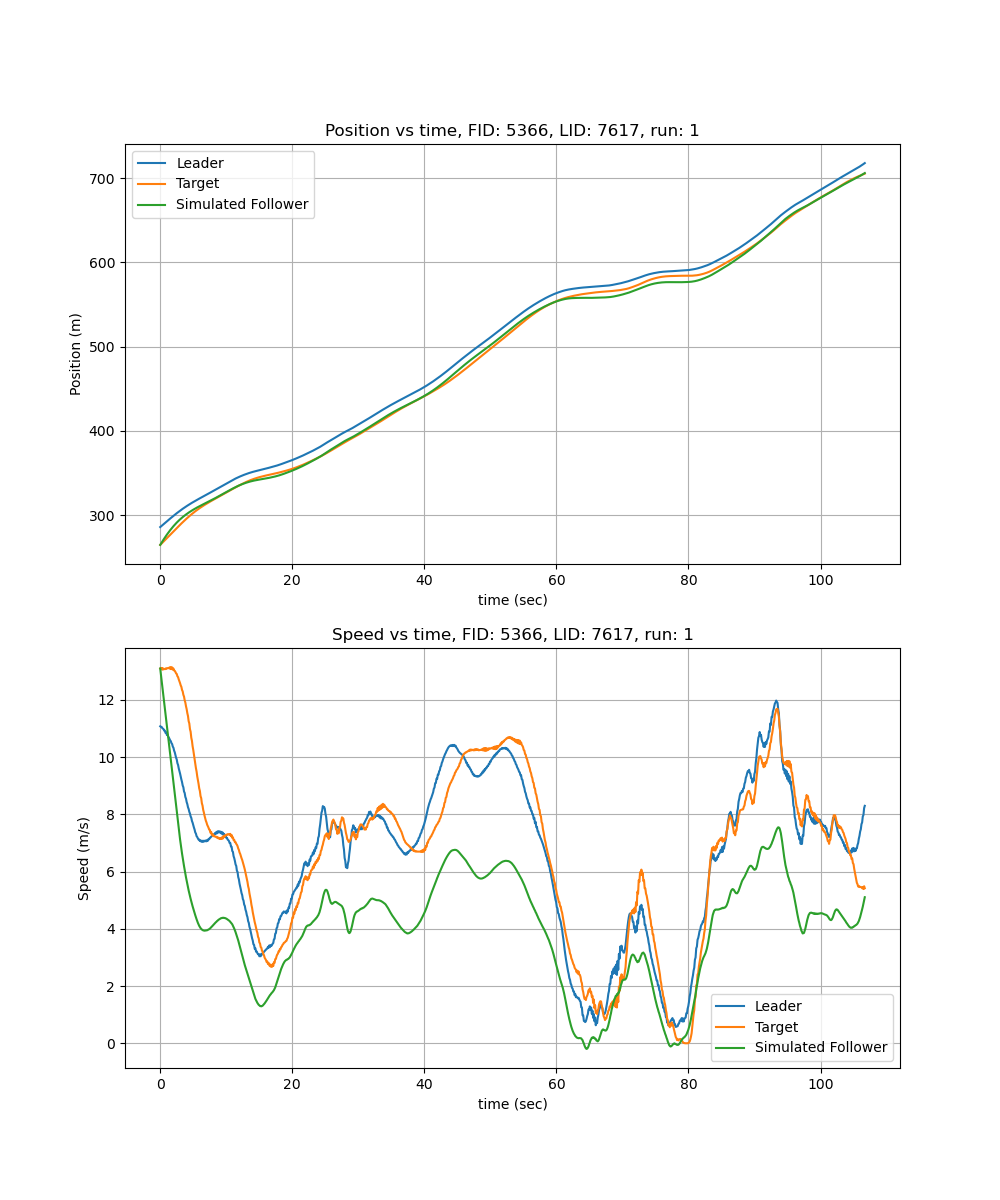 Position vs time, FID: 5366, LID: 7617, run: 1
Leader
Target
Simulated Follower
Position (m)
700
600
500
400
300
0 20 40 60 80 100
time (sec)
Speed vs time, FID: 5366, LID: 7617, run: 1
Speed (m/s)
12
10
8
6
4
2
0
Leader
Target
Simulated Follower
0 20 40 60 80 100
time (sec)